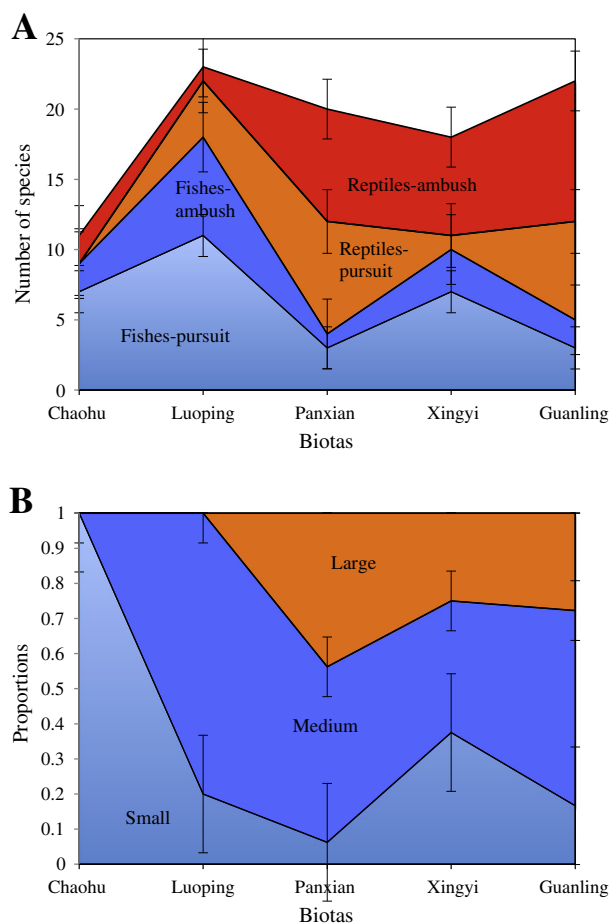 A
25
20
15
10
5
0
Number of species
Fishes-
ambush
Reptiles-ambush
Reptiles-
pursuit
Fishes-pursuit
Chaohu Luoping Panxian Xingyi Guanling
Biotas
B
1
0.9
0.8
0.7
0.6
0.5
0.4
0.3
0.2
0.1
0
Proportions
Large
Medium
Small
Chaohu Luoping Panxian Xingyi Guanling
Biotas